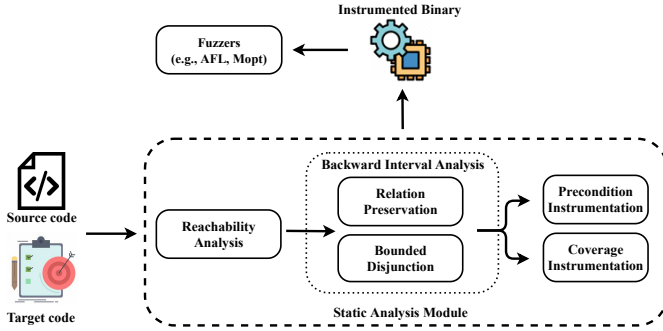 Instrumented Binary
Fuzzers
(e.g., AFL, Mopt)
</>
Source code
Target code
Reachability
Analysis
Backward Interval Analysis
Relation
Preservation
Bounded
Disjunction
Precondition
Instrumentation
Coverage
Instrumentation
Static Analysis Module